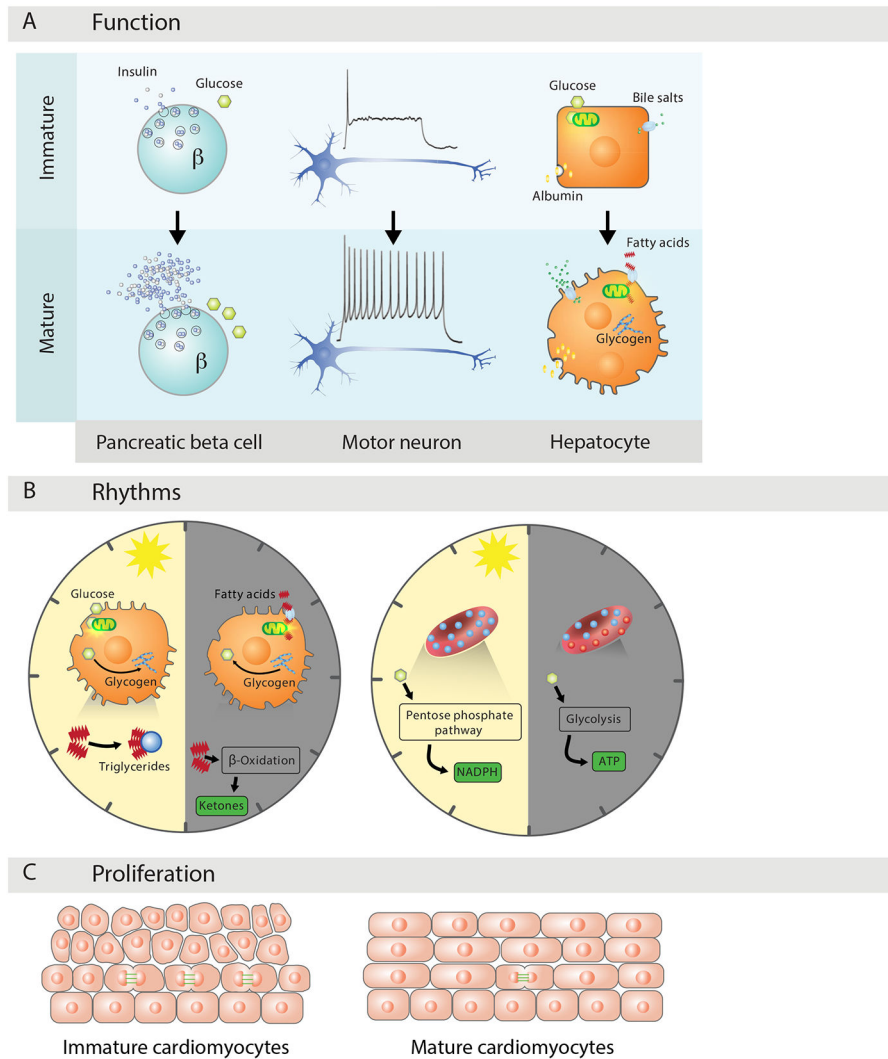 A Function
Immature
Insulin
Glucose
β
Glucose
Bile salts
Albumin
Mature
β
Fatty acids
Glycogen
Pancreatic beta cell
Motor neuron
Hepatocyte
B Rhythms
Glucose
Glycogen
Triglycerides
Fatty acids
Glycogen
β-Oxidation
Ketones
Pentose phosphate
pathway
NADPH
Glycolysis
ATP
C Proliferation
Immature cardiomyocytes
Mature cardiomyocytes